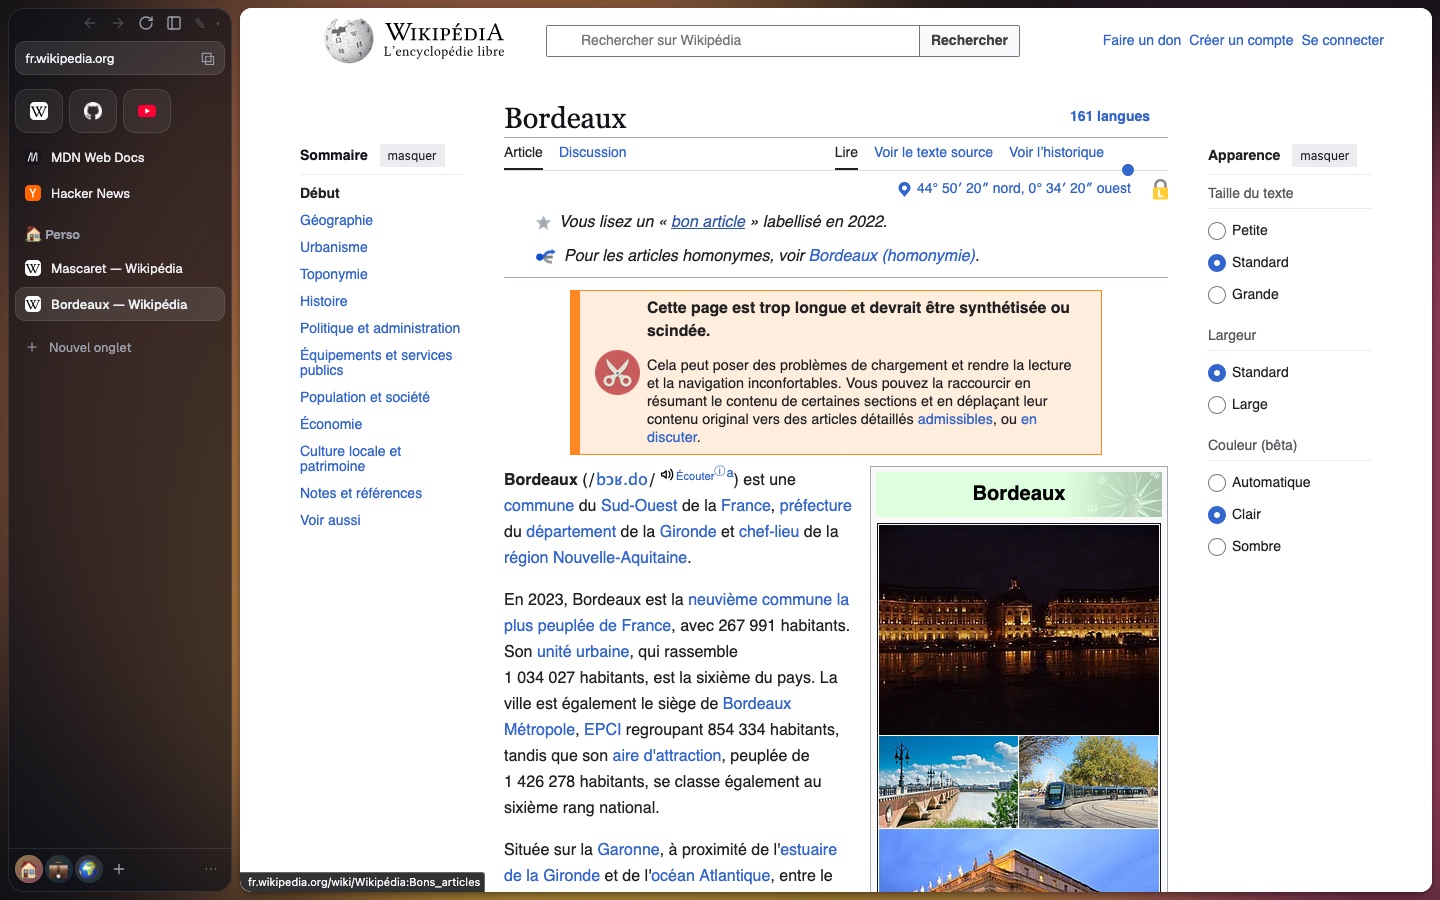 fr.wikipedia.org
MDN Web Docs
Hacker News
Perso
Mascaret — Wikipédia
Bordeaux — Wikipédia
Nouvel onglet
WIKIPÉDIA
L'encyclopédie libre
Rechercher sur Wikipédia
Rechercher
Faire un don Créer un compte Se connecter
Sommaire masquer
Début
Géographie
Urbanisme
Toponymie
Histoire
Politique et administration
Équipements et services
publics
Population et société
Économie
Culture locale et
patrimoine
Notes et références
Voir aussi
Bordeaux
161 langues
Article Discussion Lire Voir le texte source Voir l’historique
44° 50′ 20″ nord, 0° 34′ 20″ ouest
Vous lisez un « bon article » labellisé en 2022.
Pour les articles homonymes, voir Bordeaux (homonymie).
Cette page est trop longue et devrait être synthétisée ou
scindée.
Cela peut poser des problèmes de chargement et rendre la lecture
et la navigation inconfortables. Vous pouvez la raccourcir en
résumant le contenu de certaines sections et en déplaçant leur
contenu original vers des articles détaillés admissibles, ou en
discuter.
Bordeaux (/bɔʁ.do/ Écouter ⓘ a) est une
commune du Sud-Ouest de la France, préfecture
du département de la Gironde et chef-lieu de la
région Nouvelle-Aquitaine.
En 2023, Bordeaux est la neuvième commune la
plus peuplée de France, avec 267 991 habitants.
Son unité urbaine, qui rassemble
1 034 027 habitants, est la sixième du pays. La
ville est également le siège de Bordeaux
Métropole, EPCI regroupant 854 334 habitants,
tandis que son aire d'attraction, peuplée de
1 426 278 habitants, se classe également au
sixième rang national.
Située sur la Garonne, à proximité de l'estuaire
de la Gironde et de l'océan Atlantique, entre le
Bordeaux
Apparence masquer
Taille du texte
Petite
Standard
Grande
Largeur
Standard
Large
Couleur (bêta)
Automatique
Clair
Sombre
fr.wikipedia.org/wiki/Wikipédia:Bons_articles